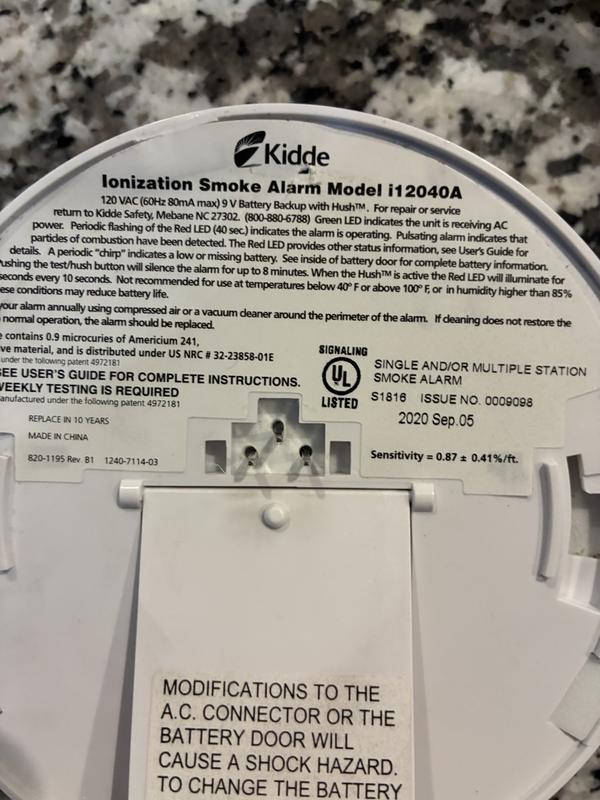 Kidde
Ionization Smoke Alarm Model i12040A
120 VAC (60Hz 80mA max) 9 V Battery Backup with Hush™. For repair or service
return to Kidde Safety, Mebane NC 27302. (800-880-6788) Green LED indicates the unit is receiving AC
power. Periodic flashing of the Red LED (40 sec.) indicates the alarm is operating. Pulsating alarm indicates that
particles of combustion have been detected. The Red LED provides other status information, see User's Guide for
details. A periodic "chirp" indicates a low or missing battery. See inside of battery door for complete battery information.
ushing the test/hush button will silence the alarm for up to 8 minutes. When the Hush™ is active the Red LED will illuminate for
seconds every 10 seconds. Not recommended for use at temperatures below 40° F or above 100° F, or in humidity higher than 85%
ese conditions may reduce battery life.
your alarm annually using compressed air or a vacuum cleaner around the perimeter of the alarm. If cleaning does not restore the
normal operation, the alarm should be replaced.
e contains 0.9 microcuries of Americium 241,
ve material, and is distributed under US NRC # 32-23858-01E
under the following patent 4972181
SEE USER'S GUIDE FOR COMPLETE INSTRUCTIONS.
WEEKLY TESTING IS REQUIRED
anufactured under the following patent 4972181
REPLACE IN 10 YEARS
MADE IN CHINA
820-1195 Rev. B1 1240-7114-03
SIGNALING
UL
LISTED
SINGLE AND/OR MULTIPLE STATION
SMOKE ALARM
S1816 ISSUE NO. 0009098
2020 Sep.05
Sensitivity = 0.87 ± 0.41%/ft.
MODIFICATIONS TO THE
A.C. CONNECTOR OR THE
BATTERY DOOR WILL
CAUSE A SHOCK HAZARD.
TO CHANGE THE BATTERY